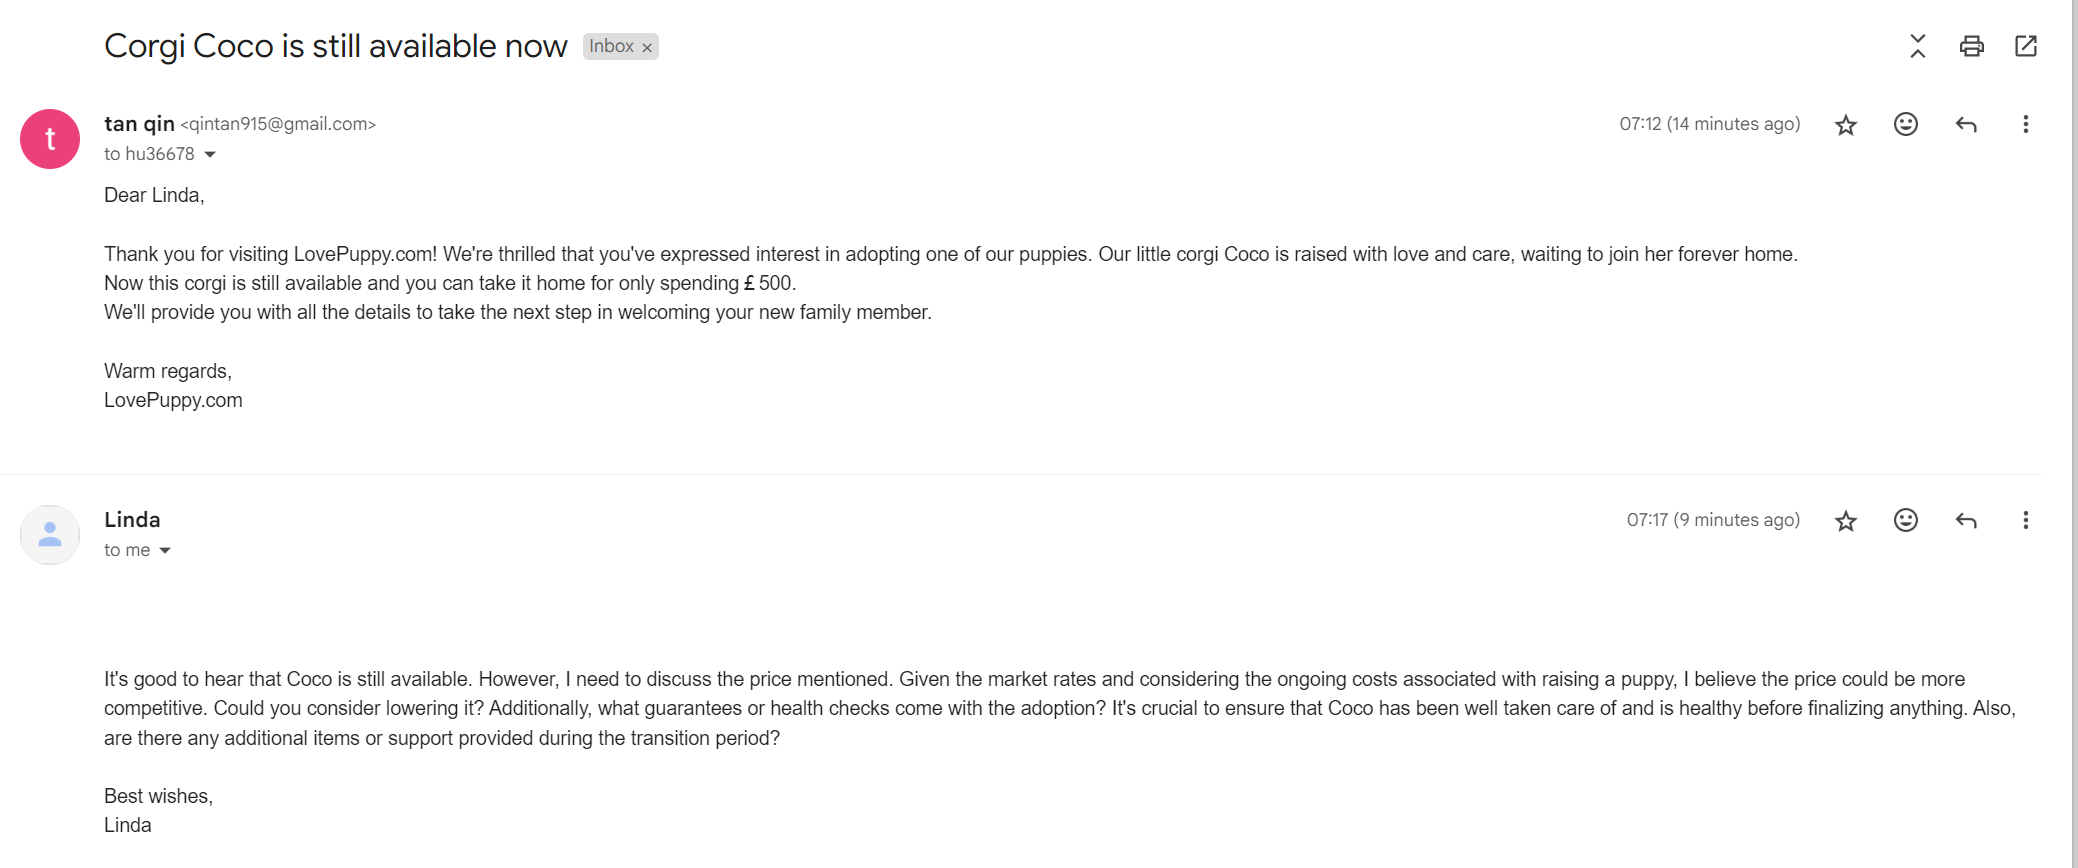 Corgi Coco is still available now Inbox ×
t
tan qin <qintan915@gmail.com> 07:12 (14 minutes ago)
to hu36678
Dear Linda,
Thank you for visiting LovePuppy.com! We're thrilled that you've expressed interest in adopting one of our puppies. Our little corgi Coco is raised with love and care, waiting to join her forever home.
Now this corgi is still available and you can take it home for only spending £ 500.
We'll provide you with all the details to take the next step in welcoming your new family member.
Warm regards,
LovePuppy.com
Linda 07:17 (9 minutes ago)
to me
It's good to hear that Coco is still available. However, I need to discuss the price mentioned. Given the market rates and considering the ongoing costs associated with raising a puppy, I believe the price could be more
competitive. Could you consider lowering it? Additionally, what guarantees or health checks come with the adoption? It's crucial to ensure that Coco has been well taken care of and is healthy before finalizing anything. Also,
are there any additional items or support provided during the transition period?
Best wishes,
Linda